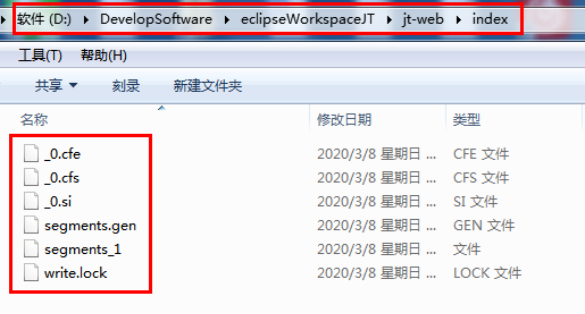 软件 (D:) ▸ DevelopSoftware ▸ eclipseWorkspaceJT ▸ jt-web ▸ index
工具(T) 帮助(H)
共享 刻录 新建文件夹
名称 修改日期 类型
_0.cfe 2020/3/8 星期日 ... CFE 文件
_0.cfs 2020/3/8 星期日 ... CFS 文件
_0.si 2020/3/8 星期日 ... SI 文件
segments.gen 2020/3/8 星期日 ... GEN 文件
segments_1 2020/3/8 星期日 ... 文件
write.lock 2020/3/8 星期日 ... LOCK 文件